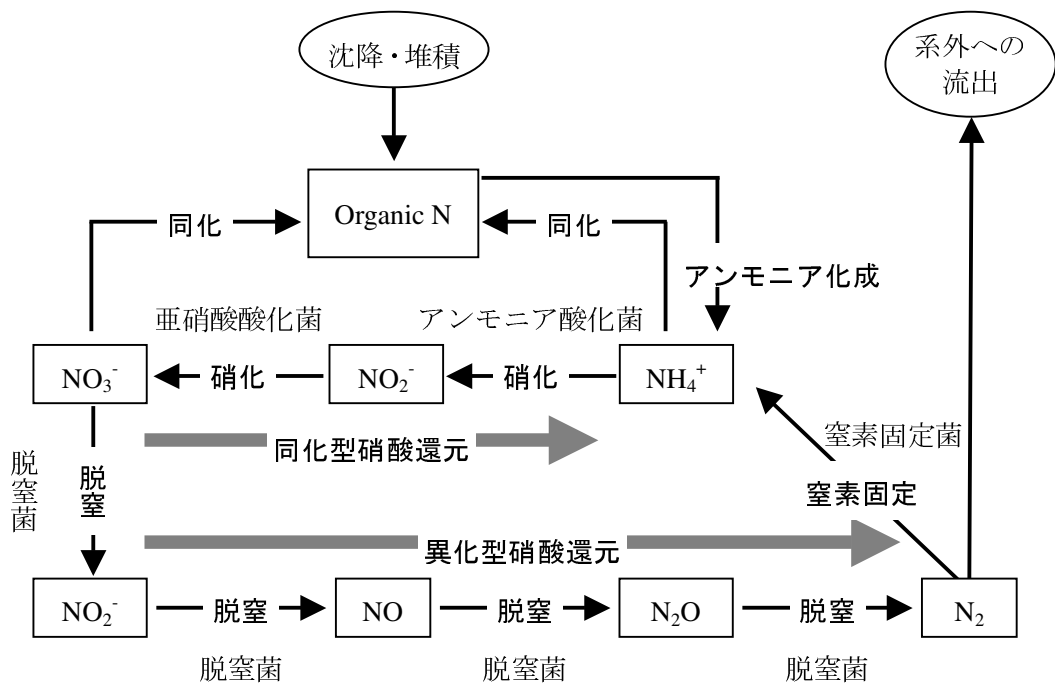 沈降・堆積
系外への
流出
Organic N
同化
同化
アンモニア化成
亜硝酸酸化菌
アンモニア酸化菌
NO₃⁻
硝化
NO₂⁻
硝化
NH₄⁺
同化型硝酸還元
窒素固定菌
脱窒菌
脱窒
窒素固定
異化型硝酸還元
NO₂⁻
脱窒
NO
脱窒
N₂O
脱窒
N₂
脱窒菌
脱窒菌
脱窒菌